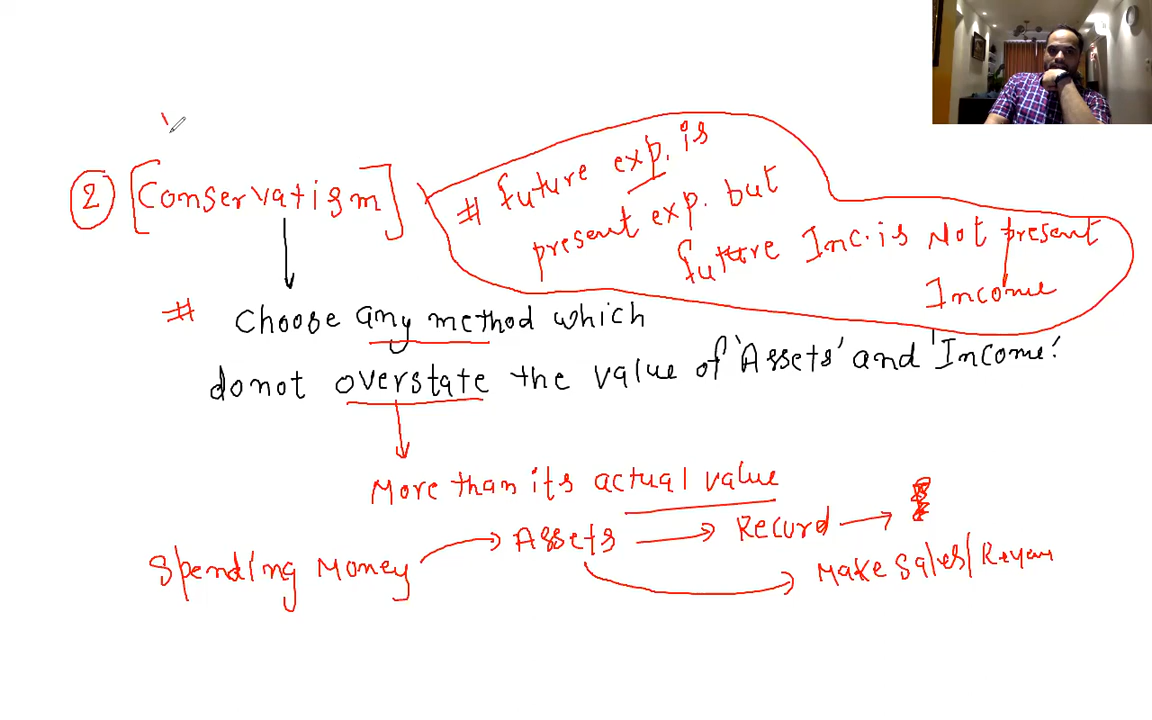 ② [Conservatism]
# future exp. is
present exp. but
future Inc. is Not present
Income
# Choose any method which
donot overstate the value of 'Assets' and 'Income'.
More than its actual value
Spending Money → Assets → Record →
Make Sales/